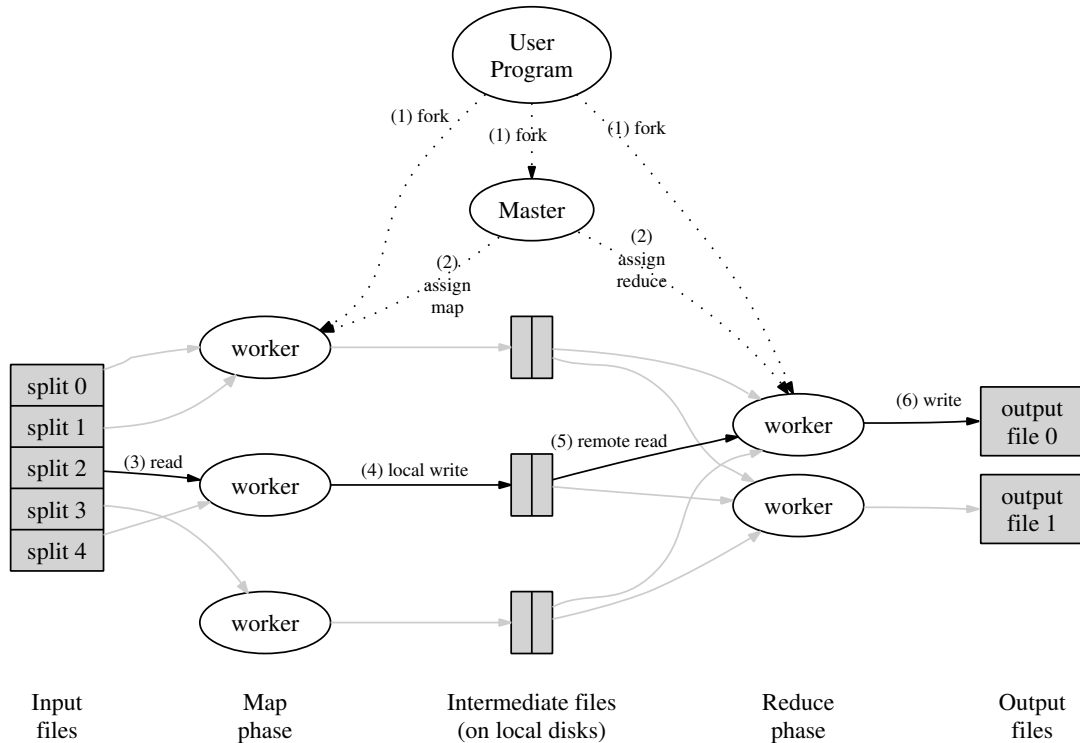 User
Program
(1) fork
(1) fork
(1) fork
Master
(2)
assign
map
(2)
assign
reduce
worker
split 0
split 1
split 2
split 3
split 4
(3) read
worker
(4) local write
(5) remote read
worker
(6) write
output
file 0
worker
output
file 1
worker
Input
files
Map
phase
Intermediate files
(on local disks)
Reduce
phase
Output
files